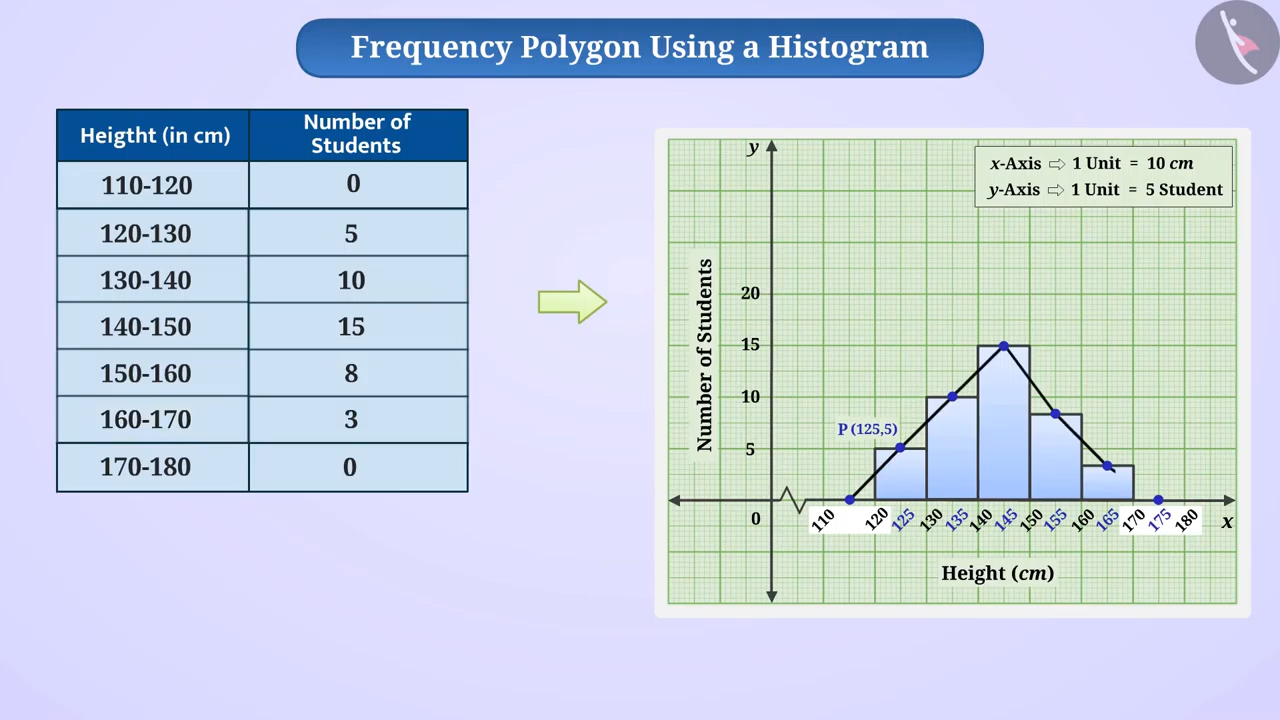 Frequency Polygon Using a Histogram
Heigtht (in cm) Number of Students
110-120 0
120-130 5
130-140 10
140-150 15
150-160 8
160-170 3
170-180 0
y
x-Axis ⇨ 1 Unit = 10 cm
y-Axis ⇨ 1 Unit = 5 Student
Number of Students
20
15
10
5
0
P (125,5)
110 120 125 130 135 140 145 150 155 160 165 170 175 180 x
Height (cm)